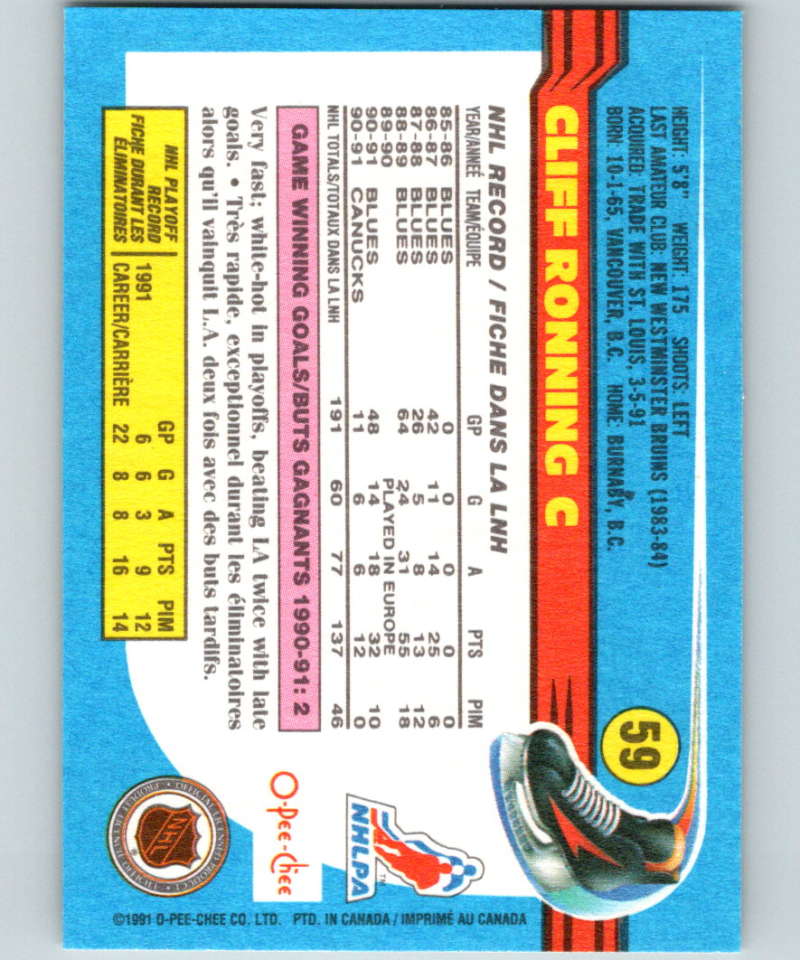 59
HEIGHT: 5'8" WEIGHT: 175 SHOOTS: LEFT
LAST AMATEUR CLUB: NEW WESTMINSTER BRUINS (1983-84)
ACQUIRED: TRADE WITH ST. LOUIS, 3-5-91
BORN: 10-1-65, VANCOUVER, B.C. HOME: BURNABY, B.C.
CLIFF RONNING C
NHL RECORD / FICHE DANS LA LNH
YEAR/ANNÉE TEAM/ÉQUIPE GP G A PTS PIM
85-86 BLUES 0 0 0 0 0
86-87 BLUES 42 11 14 25 6
87-88 BLUES 26 5 8 13 12
88-89 BLUES 64 24 31 55 18
89-90 PLAYED IN EUROPE
90-91 BLUES 48 14 18 32 10
90-91 CANUCKS 11 6 6 12 0
NHL TOTALS/TOTAUX DANS LA LNH 191 60 77 137 46
GAME WINNING GOALS/BUTS GAGNANTS 1990-91: 2
Very fast; white-hot in playoffs, beating LA twice with late
goals. • Très rapide, exceptionnel durant les éliminatoires
alors qu'il vainquit L.A. deux fois avec des buts tardifs.
NHL PLAYOFF
RECORD
FICHE DURANT LES
ÉLIMINATOIRES
GP G A PTS PIM
1991 6 6 3 9 12
CAREER/CARRIÈRE 22 8 8 16 14
NHLPA™
O-Pee-Chee
NHL
©1991 O-PEE-CHEE CO. LTD. PTD. IN CANADA / IMPRIMÉ AU CANADA